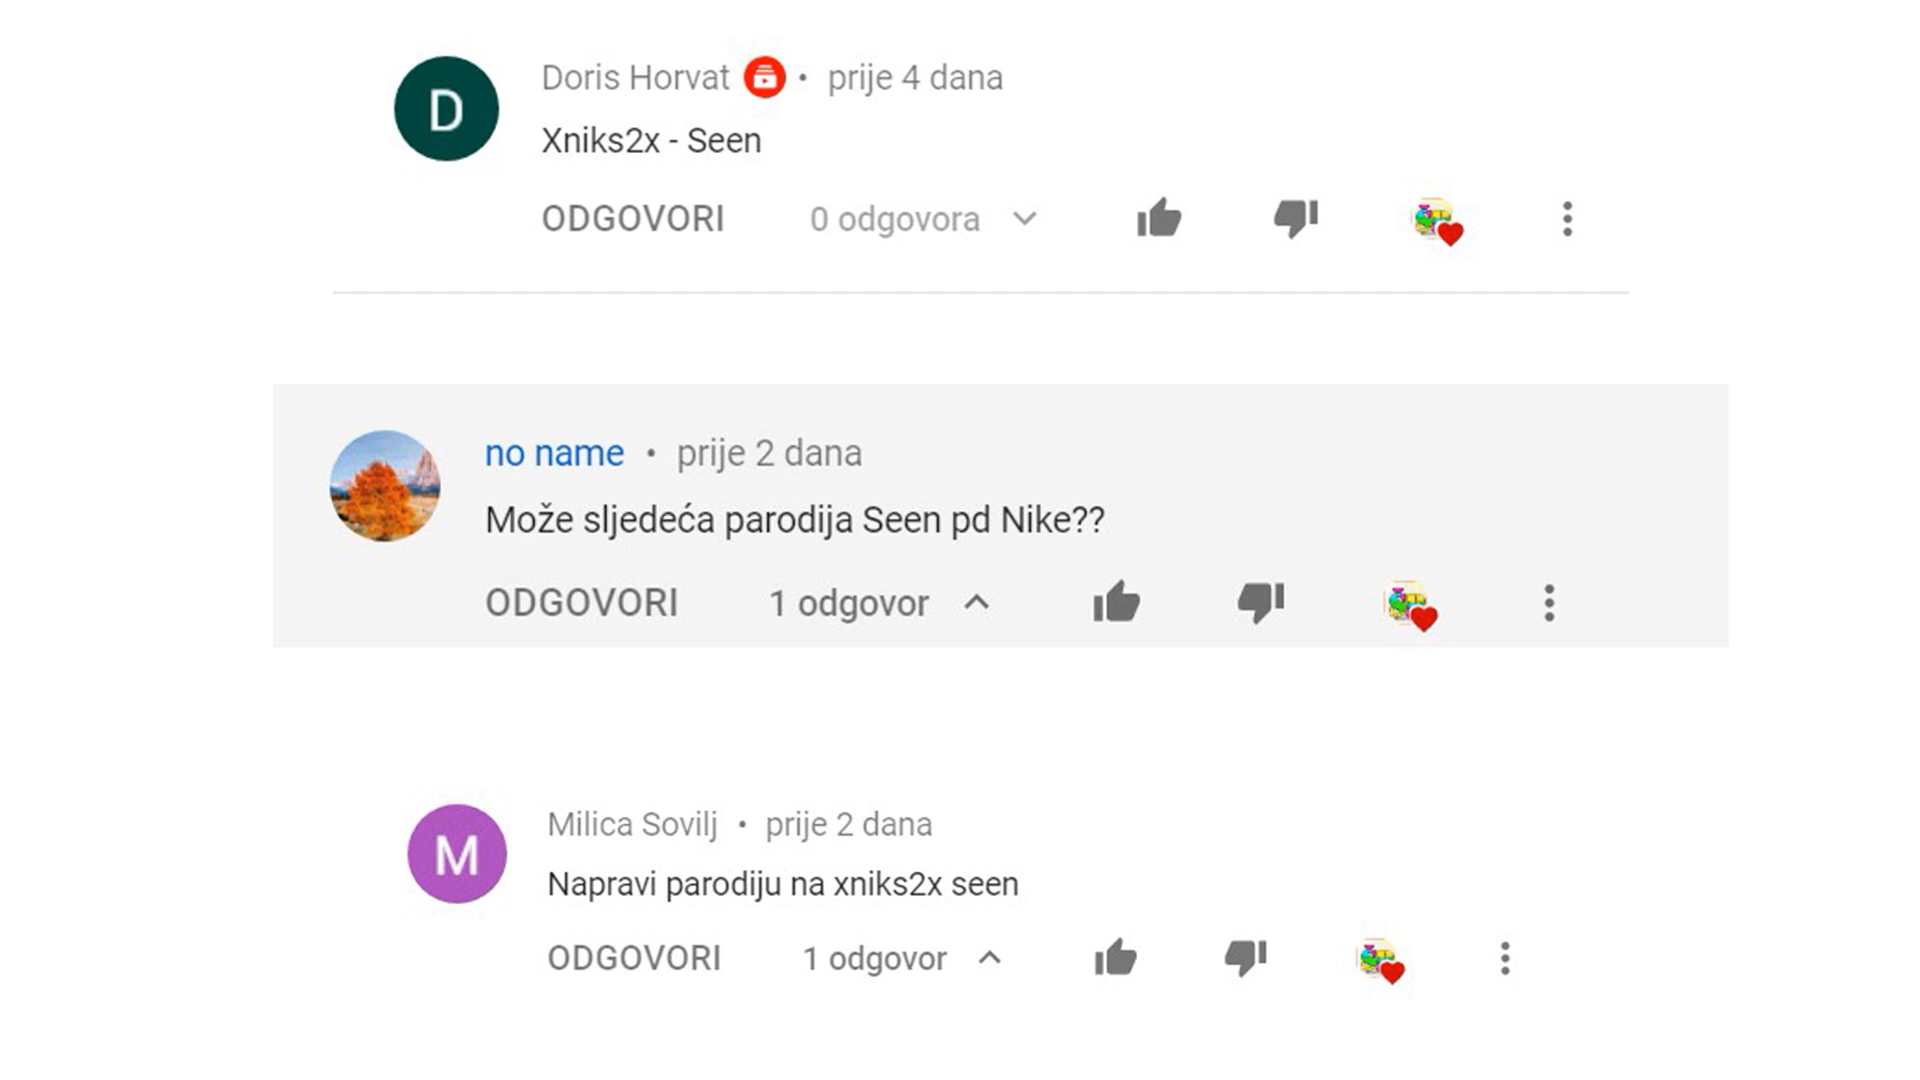 D
Doris Horvat • prije 4 dana
Xniks2x - Seen
ODGOVORI 0 odgovora
no name • prije 2 dana
Može sljedeća parodija Seen pd Nike??
ODGOVORI 1 odgovor
M
Milica Sovilj • prije 2 dana
Napravi parodiju na xniks2x seen
ODGOVORI 1 odgovor